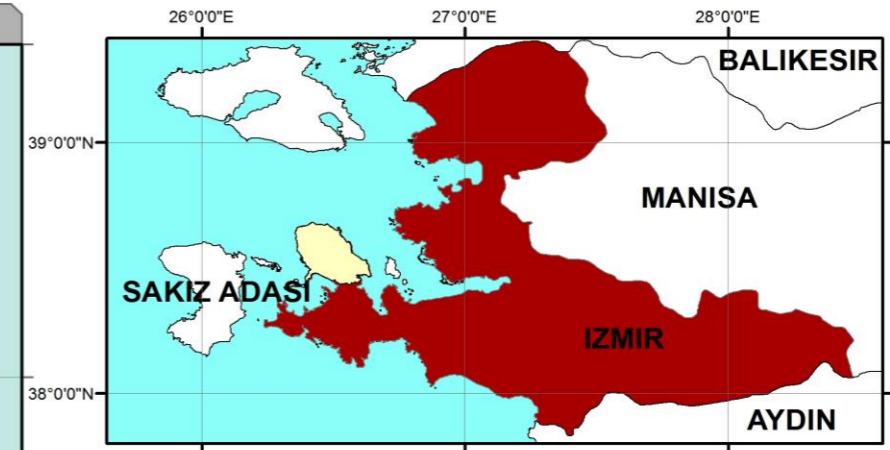 26°0'0"E 27°0'0"E 28°0'0"E
BALIKESIR
39°0'0"N
MANISA
SAKIZ ADASI
IZMIR
38°0'0"N
AYDIN